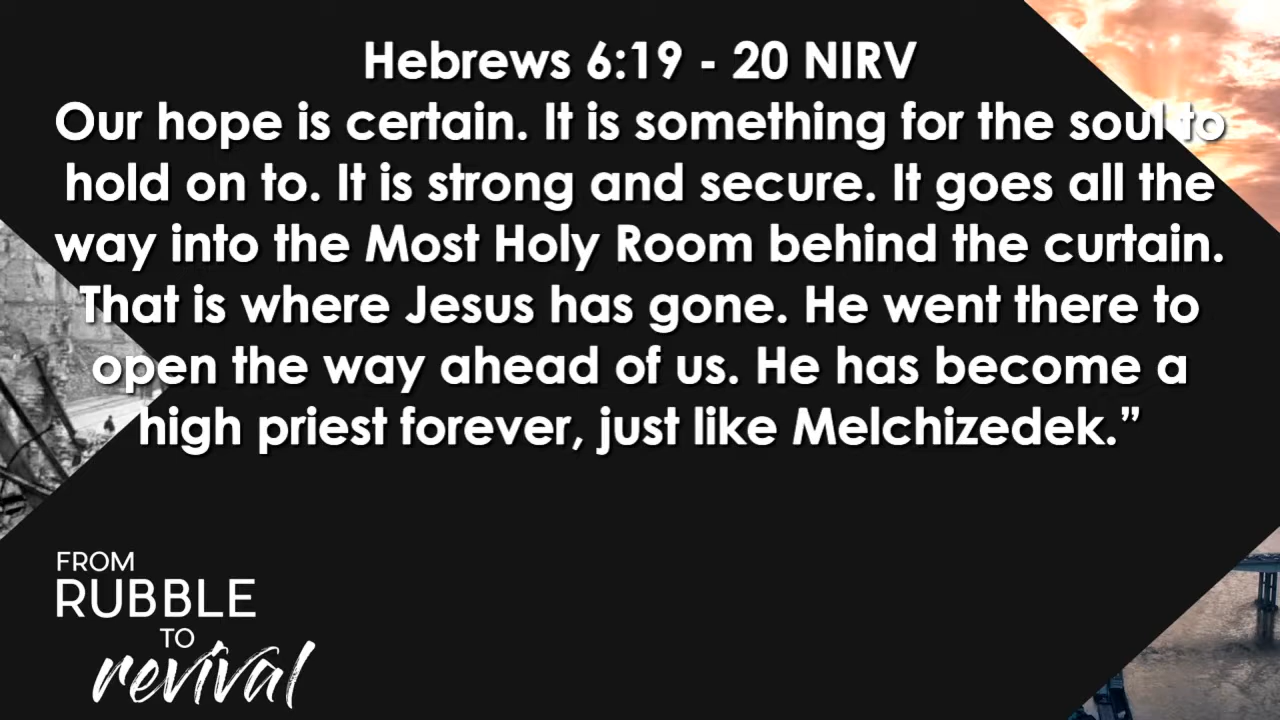 Hebrews 6:19 - 20 NIRV
Our hope is certain. It is something for the soul to
hold on to. It is strong and secure. It goes all the
way into the Most Holy Room behind the curtain.
That is where Jesus has gone. He went there to
open the way ahead of us. He has become a
high priest forever, just like Melchizedek.”
FROM
RUBBLE
TO
revival